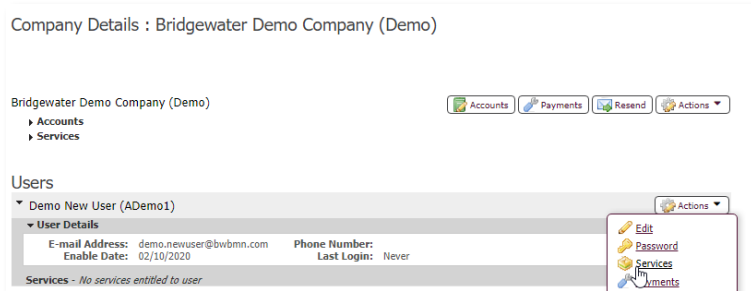 Company Details : Bridgewater Demo Company (Demo)
Bridgewater Demo Company (Demo)
Accounts Payments Resend Actions
Accounts
Services
Users
Demo New User (ADemo1) Actions
User Details
E-mail Address: demo.newuser@bwbmn.com Phone Number:
Enable Date: 02/10/2020 Last Login: Never
Services - No services entitled to user
Edit
Password
Services